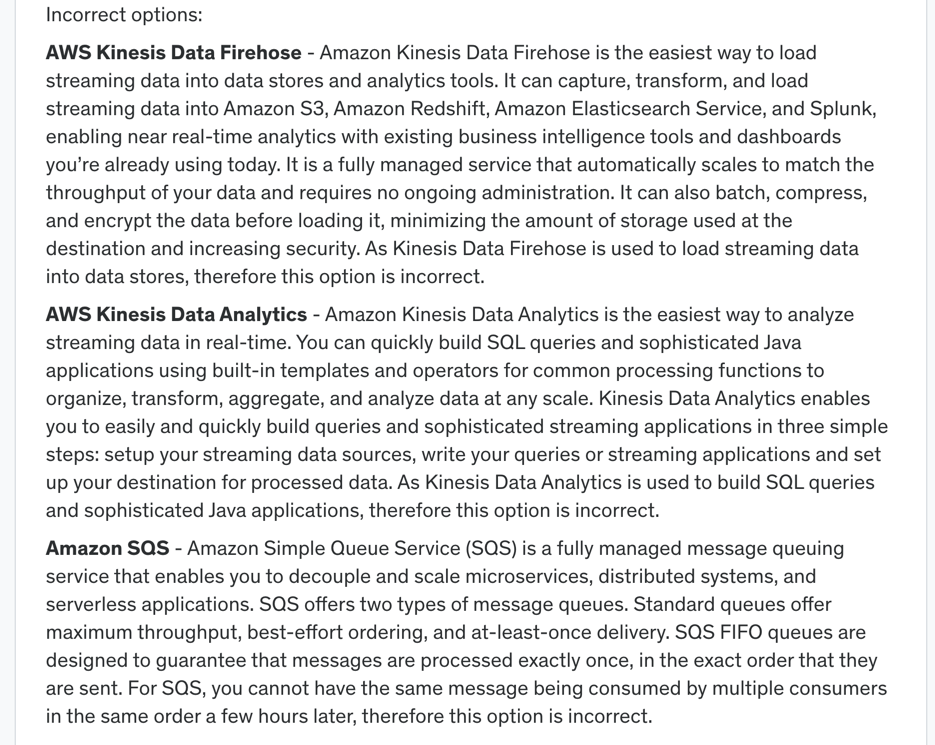 Incorrect options:
AWS Kinesis Data Firehose - Amazon Kinesis Data Firehose is the easiest way to load
streaming data into data stores and analytics tools. It can capture, transform, and load
streaming data into Amazon S3, Amazon Redshift, Amazon Elasticsearch Service, and Splunk,
enabling near real-time analytics with existing business intelligence tools and dashboards
you’re already using today. It is a fully managed service that automatically scales to match the
throughput of your data and requires no ongoing administration. It can also batch, compress,
and encrypt the data before loading it, minimizing the amount of storage used at the
destination and increasing security. As Kinesis Data Firehose is used to load streaming data
into data stores, therefore this option is incorrect.
AWS Kinesis Data Analytics - Amazon Kinesis Data Analytics is the easiest way to analyze
streaming data in real-time. You can quickly build SQL queries and sophisticated Java
applications using built-in templates and operators for common processing functions to
organize, transform, aggregate, and analyze data at any scale. Kinesis Data Analytics enables
you to easily and quickly build queries and sophisticated streaming applications in three simple
steps: setup your streaming data sources, write your queries or streaming applications and set
up your destination for processed data. As Kinesis Data Analytics is used to build SQL queries
and sophisticated Java applications, therefore this option is incorrect.
Amazon SQS - Amazon Simple Queue Service (SQS) is a fully managed message queuing
service that enables you to decouple and scale microservices, distributed systems, and
serverless applications. SQS offers two types of message queues. Standard queues offer
maximum throughput, best-effort ordering, and at-least-once delivery. SQS FIFO queues are
designed to guarantee that messages are processed exactly once, in the exact order that they
are sent. For SQS, you cannot have the same message being consumed by multiple consumers
in the same order a few hours later, therefore this option is incorrect.